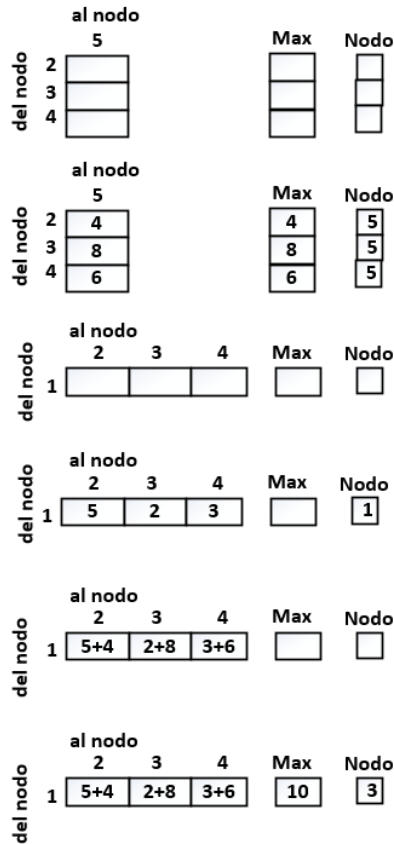 al nodo
5 Max Nodo
del nodo
2
3
4
al nodo
5 Max Nodo
del nodo
2 4 4 5
3 8 8 5
4 6 6 5
al nodo
2 3 4 Max Nodo
del nodo
1
al nodo
2 3 4 Max Nodo
del nodo
1 5 2 3 1
al nodo
2 3 4 Max Nodo
del nodo
1 5+4 2+8 3+6
al nodo
2 3 4 Max Nodo
del nodo
1 5+4 2+8 3+6 10 3